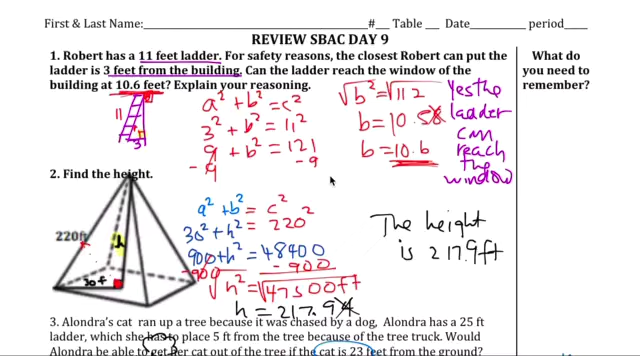 First & Last Name: # Table Date period
REVIEW SBAC DAY 9
1. Robert has a 11 feet ladder. For safety reasons, the closest Robert can put the
ladder is 3 feet from the building. Can the ladder reach the window of the
building at 10.6 feet? Explain your reasoning.
What do
you need to
remember?
11
3
a² + b² = c²
3² + b² = 11²
9 + b² = 121
-9 -9
√b² = √112
b = 10.58
b = 10.6
Yes the
ladder
can
reach
the
window
2. Find the height.
220ft
h
30ft
a² + b² = c²
30² + h² = 220²
900 + h² = 48400
-900 -900
√h² = √47500ft
h = 217.94
The height
is 217.9ft
3. Alondra's cat ran up a tree because it was chased by a dog, Alondra has a 25 ft
ladder, which she has to place 5 ft from the tree because of the tree truck. Would
Alondra be able to get her cat out of the tree if the cat is 23 feet from the ground?